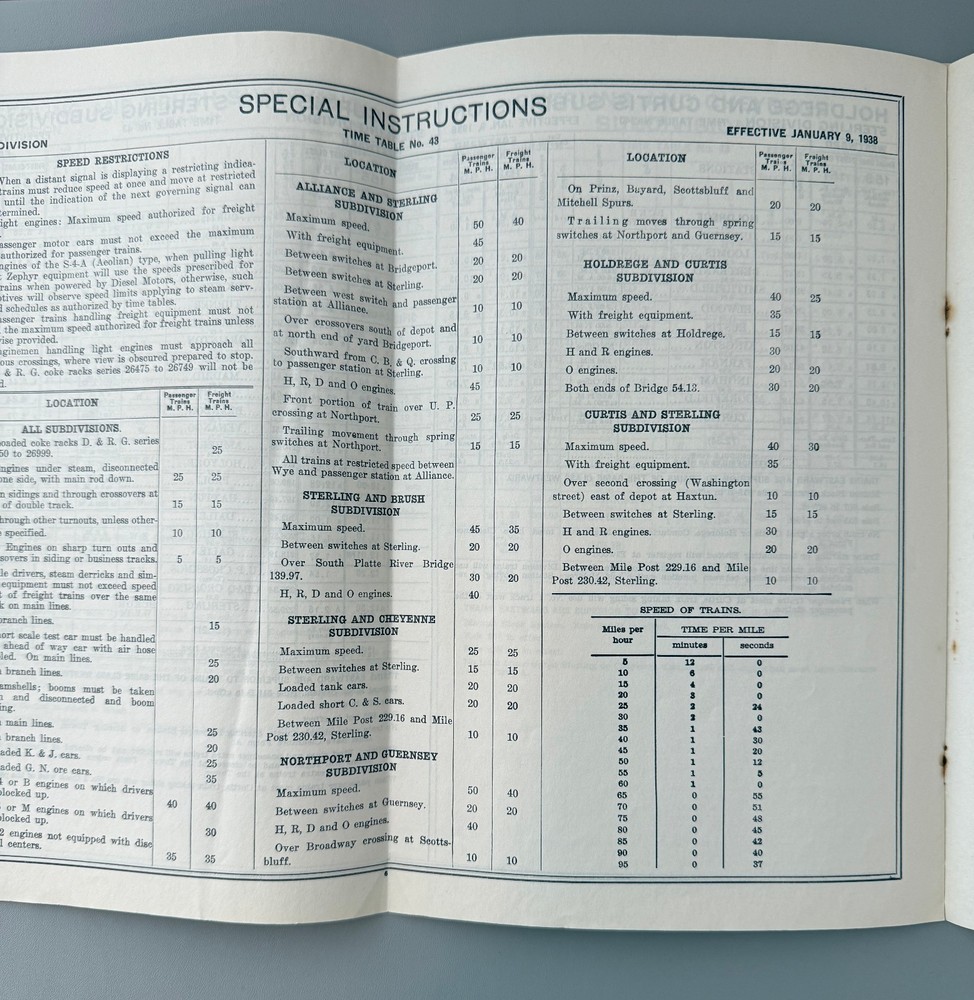 SPECIAL INSTRUCTIONS
DIVISION
TIME TABLE No. 43
EFFECTIVE JANUARY 9, 1938
SPEED RESTRICTIONS
When a distant signal is displaying a restricting indica-
trains must reduce speed at once and move at restricted
until the indication of the next governing signal can
termined.
ight engines: Maximum speed authorized for freight
assenger motor cars must not exceed the maximum
authorized for passenger trains.
ngines of the S-4-A (Aeolian) type, when pulling light
Zephyr equipment will use the speeds prescribed for
rains when powered by Diesel Motors, otherwise, such
otives will observe speed limits applying to steam serv-
d schedules as authorized by time tables.
assenger trains handling freight equipment must not
the maximum speed authorized for freight trains unless
ise provided.
nginemen handling light engines must approach all
ous crossings, where view is obscured prepared to stop.
& R. G. coke racks series 26475 to 26749 will not be
d.
LOCATION
Passenger Trains M. P. H.
Freight Trains M. P. H.
ALL SUBDIVISIONS.
oaded coke racks D. & R. G. series
50 to 26999. 25
ngines under steam, disconnected
one side, with main rod down. 25 25
n sidings and through crossovers at
of double track. 15 15
hrough other turnouts, unless other-
specified. 10 10
Engines on sharp turn outs and
sovers in siding or business tracks. 5 5
le drivers, steam derricks and sim-
equipment must not exceed speed
t of freight trains over the same
k on main lines.
branch lines. 15
ort scale test car must be handled
ahead of way car with air hose
led. On main lines. 25
branch lines. 20
amshells; booms must be taken
n and disconnected and boom
ing.
main lines. 25
branch lines. 20
aded K. & J. cars. 25
aded G. N. ore cars. 35
or B engines on which drivers
blocked up. 40 40
or M engines on which drivers
blocked up. 30
2 engines not equipped with disc
l centers. 35 35
LOCATION
Passenger Trains M. P. H.
Freight Trains M. P. H.
ALLIANCE AND STERLING
SUBDIVISION
Maximum speed. 50 40
With freight equipment. 45
Between switches at Bridgeport. 20 20
Between switches at Sterling. 20 20
Between west switch and passenger
station at Alliance. 10 10
Over crossovers south of depot and
at north end of yard Bridgeport. 10 10
Southward from C. B. & Q. crossing
to passenger station at Sterling. 10 10
H, R, D and O engines. 45
Front portion of train over U. P.
crossing at Northport. 25 25
Trailing movement through spring
switches at Northport. 15 15
All trains at restricted speed between
Wye and passenger station at Alliance.
STERLING AND BRUSH
SUBDIVISION
Maximum speed. 45 35
Between switches at Sterling. 20 20
Over South Platte River Bridge
139.97. 30 20
H, R, D and O engines. 40
STERLING AND CHEYENNE
SUBDIVISION
Maximum speed. 25 25
Between switches at Sterling. 15 15
Loaded tank cars. 20 20
Loaded short C. & S. cars. 20 20
Between Mile Post 229.16 and Mile
Post 230.42, Sterling. 10 10
NORTHPORT AND GUERNSEY
SUBDIVISION
Maximum speed. 50 40
Between switches at Guernsey. 20 20
H, R, D and O engines. 40
Over Broadway crossing at Scotts-
bluff. 10 10
LOCATION
Passenger Trains M. P. H.
Freight Trains M. P. H.
On Prinz, Buyard, Scottsbluff and
Mitchell Spurs. 20 20
Trailing moves through spring
switches at Northport and Guernsey. 15 15
HOLDREGE AND CURTIS
SUBDIVISION
Maximum speed. 40 25
With freight equipment. 35
Between switches at Holdrege. 15 15
H and R engines. 30
O engines. 20 20
Both ends of Bridge 54.13. 30 20
CURTIS AND STERLING
SUBDIVISION
Maximum speed. 40 30
With freight equipment. 35
Over second crossing (Washington
street) east of depot at Haxtun. 10 10
Between switches at Sterling. 15 15
H and R engines. 30
O engines. 20 20
Between Mile Post 229.16 and Mile
Post 230.42, Sterling. 10 10
SPEED OF TRAINS.
Miles per hour
TIME PER MILE
minutes seconds
5 12 0
10 6 0
15 4 0
20 3 0
25 2 24
30 2 0
35 1 43
40 1 30
45 1 20
50 1 12
55 1 5
60 1 0
65 0 55
70 0 51
75 0 48
80 0 45
85 0 42
90 0 40
95 0 37